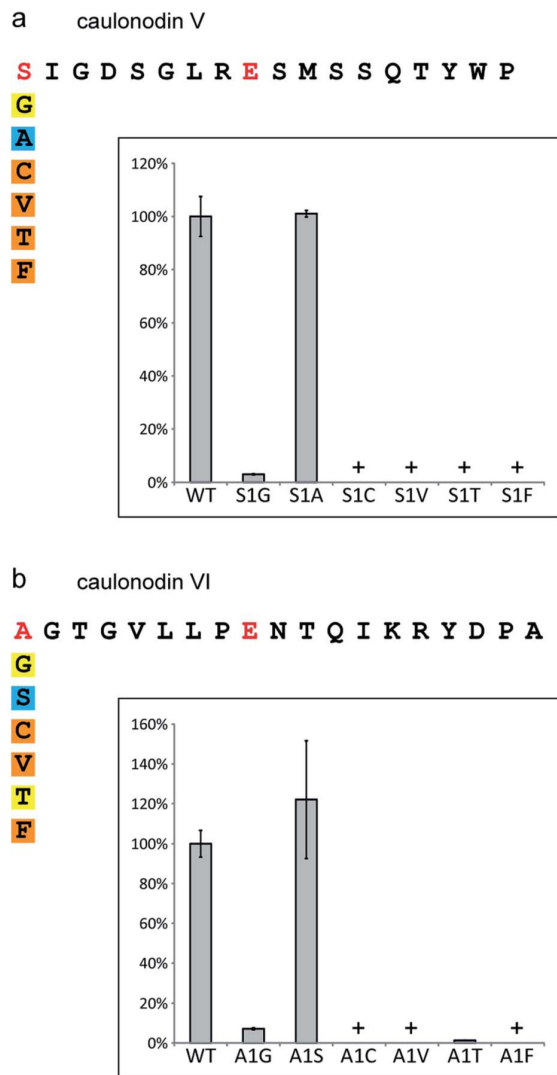 a caulonodin V
S I G D S G L R E S M S S Q T Y W P
G
A
C
V
T
F
120%
100%
80%
60%
40%
20%
0%
+ + + +
WT S1G S1A S1C S1V S1T S1F
b caulonodin VI
A G T G V L L P E N T Q I K R Y D P A
G
S
C
V
T
F
160%
140%
120%
100%
80%
60%
40%
20%
0%
+ + +
WT A1G A1S A1C A1V A1T A1F